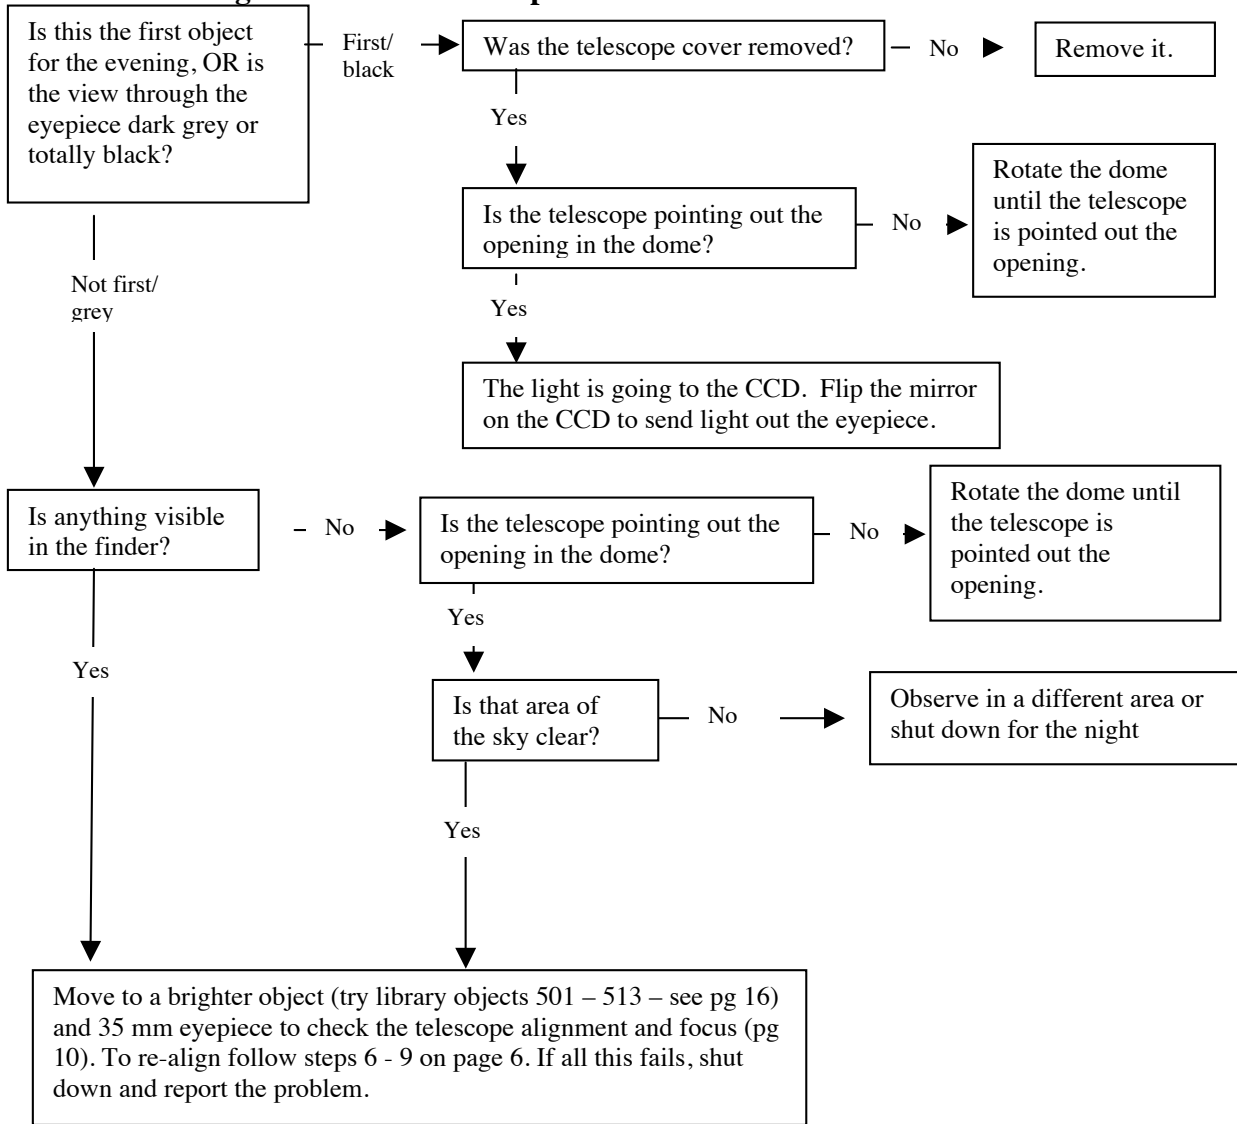 Is this the first object
for the evening, OR is
the view through the
eyepiece dark grey or
totally black?
First/
black
Was the telescope cover removed?
No
Remove it.
Yes
Is the telescope pointing out the
opening in the dome?
No
Rotate the dome
until the telescope
is pointed out the
opening.
Not first/
grey
Yes
The light is going to the CCD.  Flip the mirror
on the CCD to send light out the eyepiece.
Is anything visible
in the finder?
No
Is the telescope pointing out the
opening in the dome?
No
Rotate the dome until
the telescope is
pointed out the
opening.
Yes
Yes
Is that area of
the sky clear?
No
Observe in a different area or
shut down for the night
Yes
Move to a brighter object (try library objects 501 – 513 – see pg 16)
and 35 mm eyepiece to check the telescope alignment and focus (pg
10). To re-align follow steps 6 - 9 on page 6. If all this fails, shut
down and report the problem.